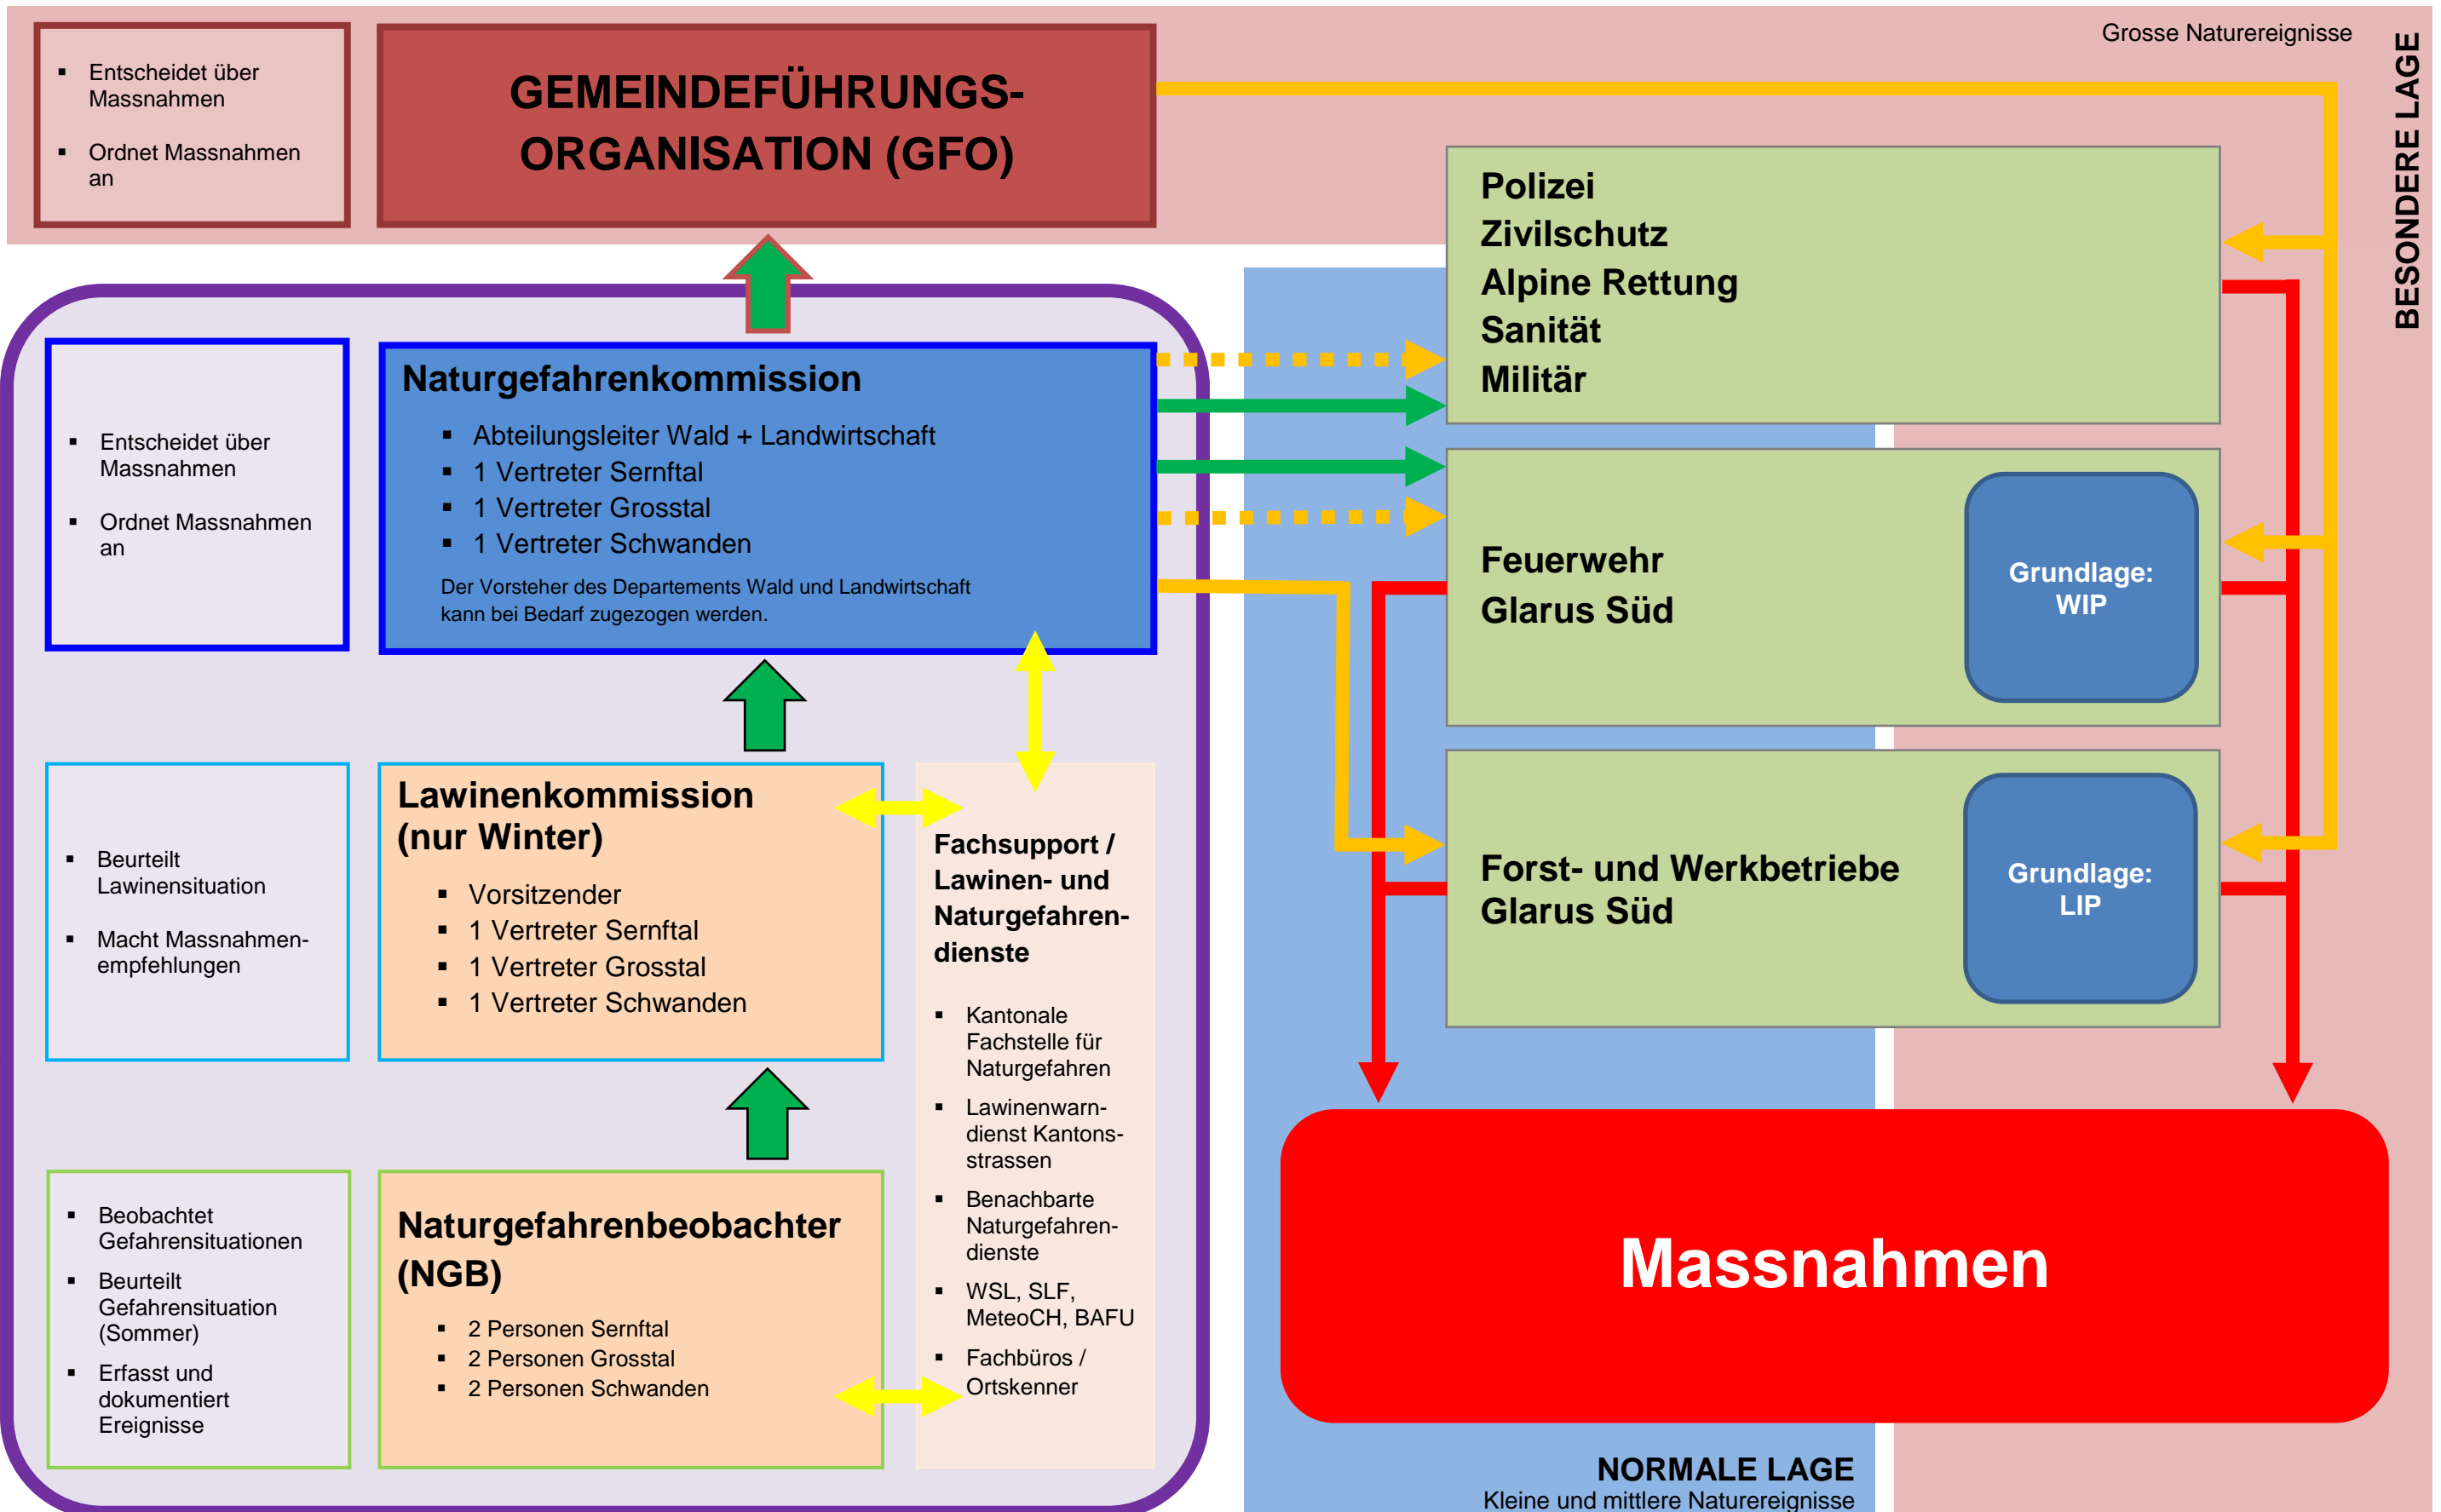 Grosse Naturereignisse
BESONDERE LAGE
▪ Entscheidet über
Massnahmen
▪ Ordnet Massnahmen
an
GEMEINDEFÜHRUNGS-
ORGANISATION (GFO)
Polizei
Zivilschutz
Alpine Rettung
Sanität
Militär
▪ Entscheidet über
Massnahmen
▪ Ordnet Massnahmen
an
Naturgefahrenkommission
▪ Abteilungsleiter Wald + Landwirtschaft
▪ 1 Vertreter Sernftal
▪ 1 Vertreter Grosstal
▪ 1 Vertreter Schwanden
Der Vorsteher des Departements Wald und Landwirtschaft
kann bei Bedarf zugezogen werden.
Feuerwehr
Glarus Süd
Grundlage:
WIP
▪ Beurteilt
Lawinensituation
▪ Macht Massnahmen-
empfehlungen
Lawinenkommission
(nur Winter)
▪ Vorsitzender
▪ 1 Vertreter Sernftal
▪ 1 Vertreter Grosstal
▪ 1 Vertreter Schwanden
Fachsupport /
Lawinen- und
Naturgefahren-
dienste
▪ Kantonale
Fachstelle für
Naturgefahren
▪ Lawinenwarn-
dienst Kantons-
strassen
▪ Benachbarte
Naturgefahren-
dienste
▪ WSL, SLF,
MeteoCH, BAFU
▪ Fachbüros /
Ortskenner
Forst- und Werkbetriebe
Glarus Süd
Grundlage:
LIP
▪ Beobachtet
Gefahrensituationen
▪ Beurteilt
Gefahrensituation
(Sommer)
▪ Erfasst und
dokumentiert
Ereignisse
Naturgefahrenbeobachter
(NGB)
▪ 2 Personen Sernftal
▪ 2 Personen Grosstal
▪ 2 Personen Schwanden
Massnahmen
NORMALE LAGE
Kleine und mittlere Naturereignisse